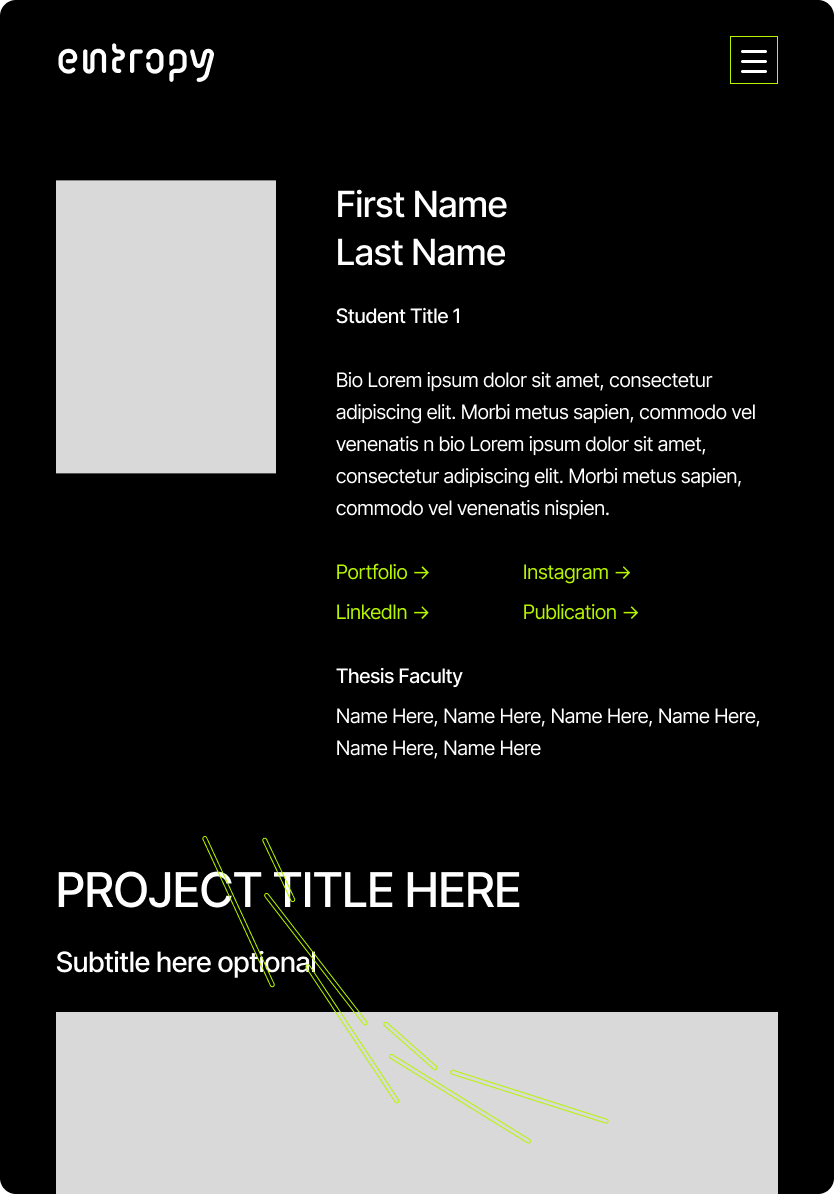 entropy
First Name
Last Name
Student Title 1
Bio Lorem ipsum dolor sit amet, consectetur
adipiscing elit. Morbi metus sapien, commodo vel
venenatis n bio Lorem ipsum dolor sit amet,
consectetur adipiscing elit. Morbi metus sapien,
commodo vel venenatis nispien.
Portfolio → Instagram →
LinkedIn → Publication →
Thesis Faculty
Name Here, Name Here, Name Here, Name Here,
Name Here, Name Here
PROJECT TITLE HERE
Subtitle here optional